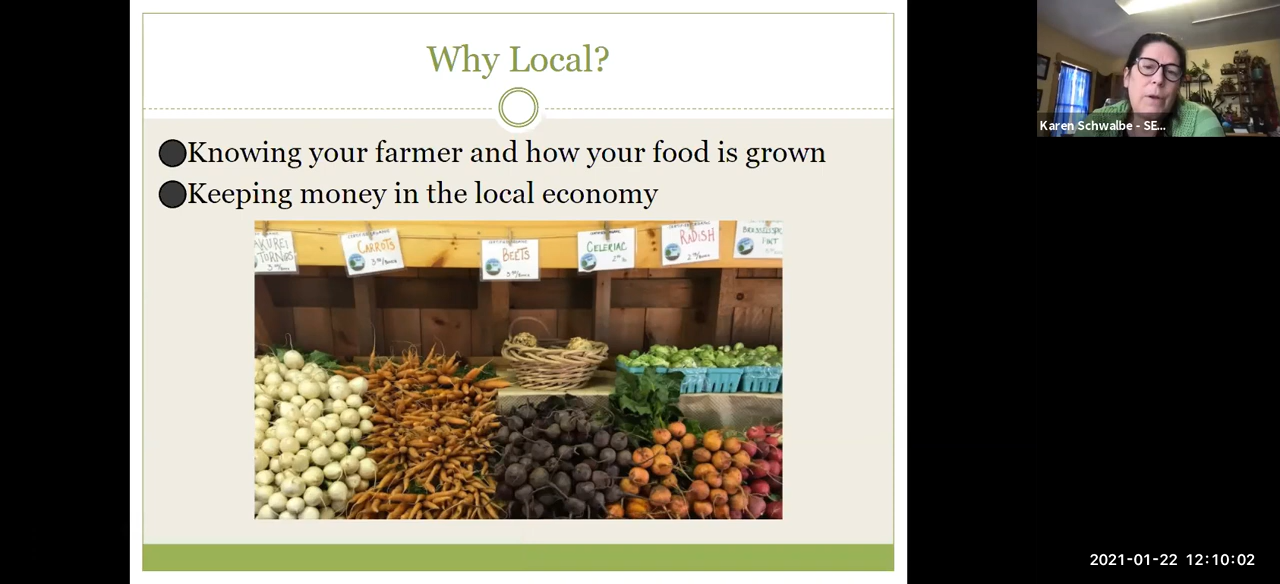 Why Local?
Karen Schwalbe - SE...
Knowing your farmer and how your food is grown
Keeping money in the local economy
CARROTS
BEETS
CELERIAC
RADISH
2021-01-22 12:10:02